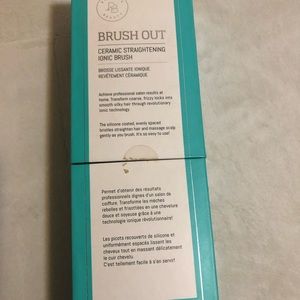 BRUSH OUT
CERAMIC STRAIGHTENING
IONIC BRUSH
BROSSE LISSANTE IONIQUE
REVÊTEMENT CÉRAMIQUE
Achieve professional salon results at
home. Transform coarse, frizzy locks into
smooth silky hair through revolutionary
ionic technology.
The silicone coated, evenly spaced
bristles straighten hair and massage scalp
gently as you brush. It's so easy to use!
Permet d'obtenir des résultats
professionnels dignes d'un salon de
coiffure. Transforme les mèches
rebelles et frisottées en une chevelure
douce et soyeuse grâce à une
technologie ionique révolutionnaire!
Les picots recouverts de silicone et
uniformément espacés lissent les
cheveux tout en massant délicatement
le cuir chevelu.
C'est tellement facile à s'en servir!